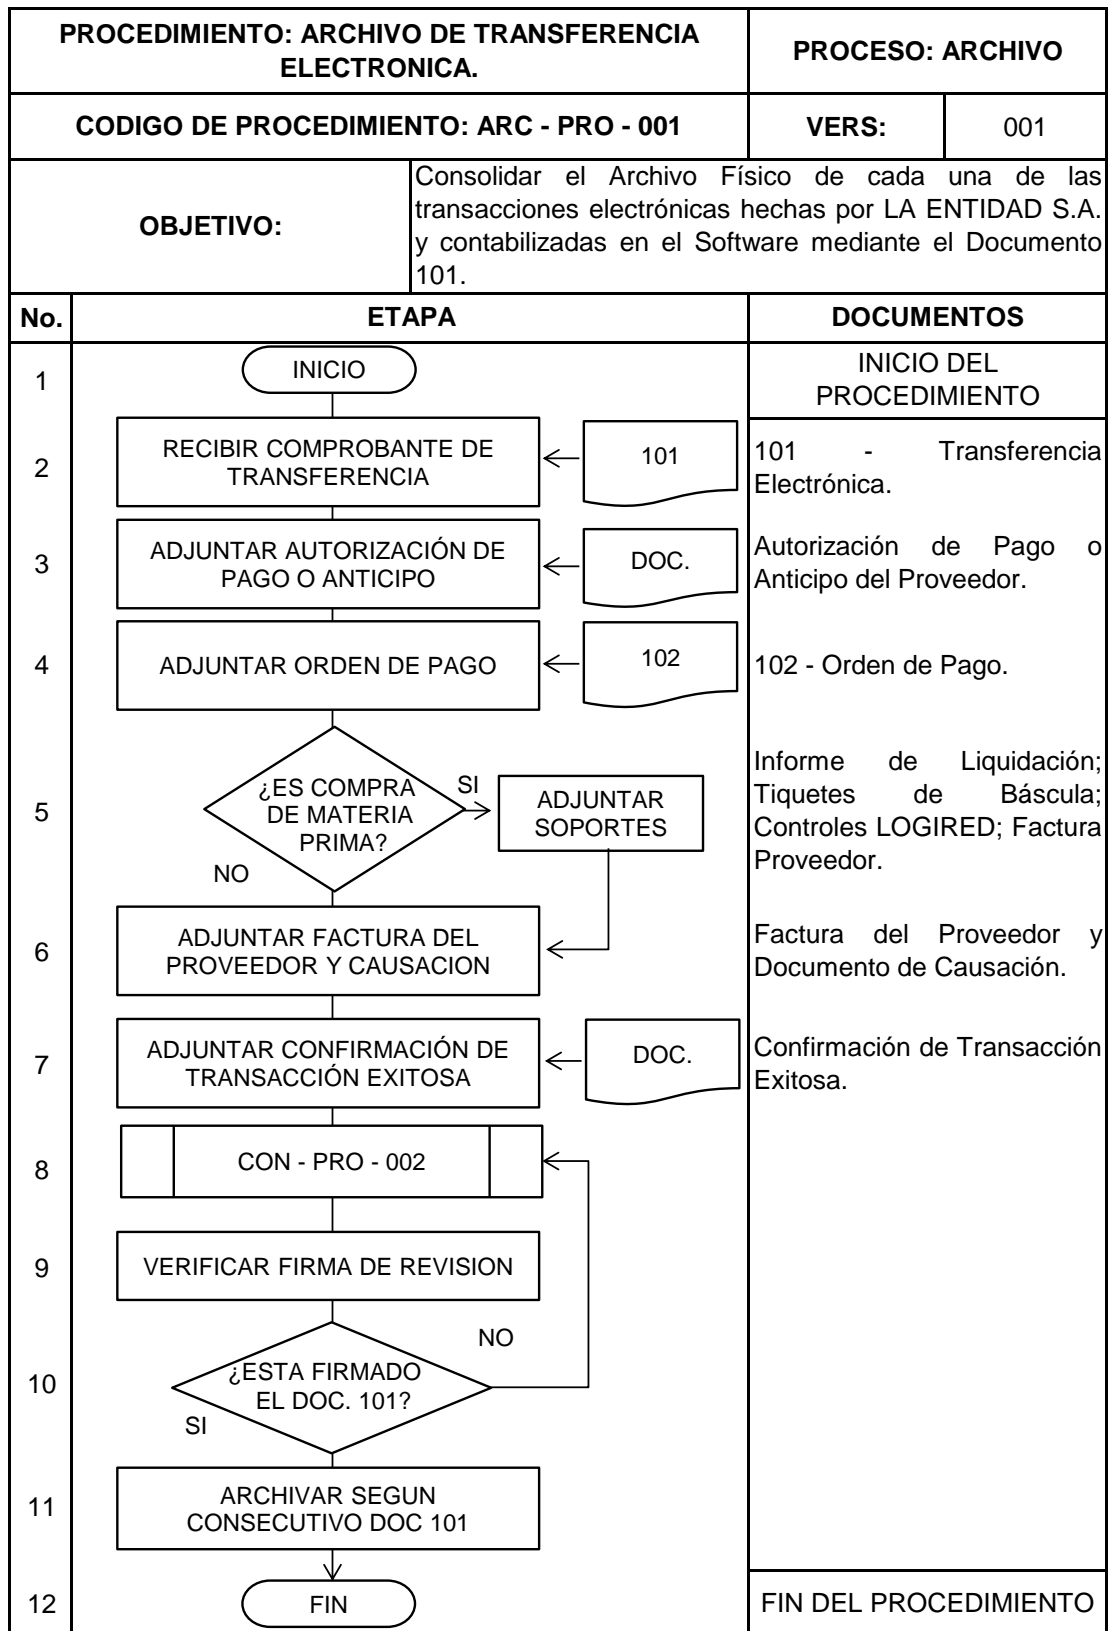 PROCEDIMIENTO: ARCHIVO DE TRANSFERENCIA
ELECTRONICA.
PROCESO: ARCHIVO
CODIGO DE PROCEDIMIENTO: ARC - PRO - 001
VERS:
001
OBJETIVO:
Consolidar el Archivo Físico de cada una de las
transacciones electrónicas hechas por LA ENTIDAD S.A.
y contabilizadas en el Software mediante el Documento
101.
No.
ETAPA
DOCUMENTOS
1
INICIO
INICIO DEL
PROCEDIMIENTO
2
RECIBIR COMPROBANTE DE
TRANSFERENCIA
101
101 - Transferencia
Electrónica.
3
ADJUNTAR AUTORIZACIÓN DE
PAGO O ANTICIPO
DOC.
Autorización de Pago o
Anticipo del Proveedor.
4
ADJUNTAR ORDEN DE PAGO
102
102 - Orden de Pago.
5
¿ES COMPRA
DE MATERIA
PRIMA?
SI
NO
ADJUNTAR
SOPORTES
Informe de Liquidación;
Tiquetes de Báscula;
Controles LOGIRED; Factura
Proveedor.
6
ADJUNTAR FACTURA DEL
PROVEEDOR Y CAUSACION
Factura del Proveedor y
Documento de Causación.
7
ADJUNTAR CONFIRMACIÓN DE
TRANSACCIÓN EXITOSA
DOC.
Confirmación de Transacción
Exitosa.
8
CON - PRO - 002
9
VERIFICAR FIRMA DE REVISION
10
¿ESTA FIRMADO
EL DOC. 101?
NO
SI
11
ARCHIVAR SEGUN
CONSECUTIVO DOC 101
12
FIN
FIN DEL PROCEDIMIENTO